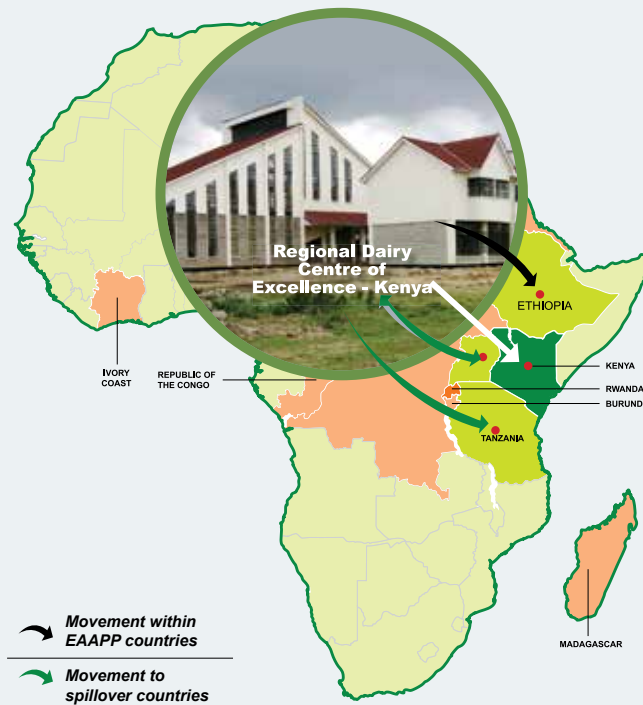 Regional Dairy
Centre of
Excellence - Kenya
ETHIOPIA
IVORY
COAST
REPUBLIC OF
THE CONGO
KENYA
RWANDA
BURUND
TANZANIA
MADAGASCAR
Movement within
EAAPP countries
Movement to
spillover countries